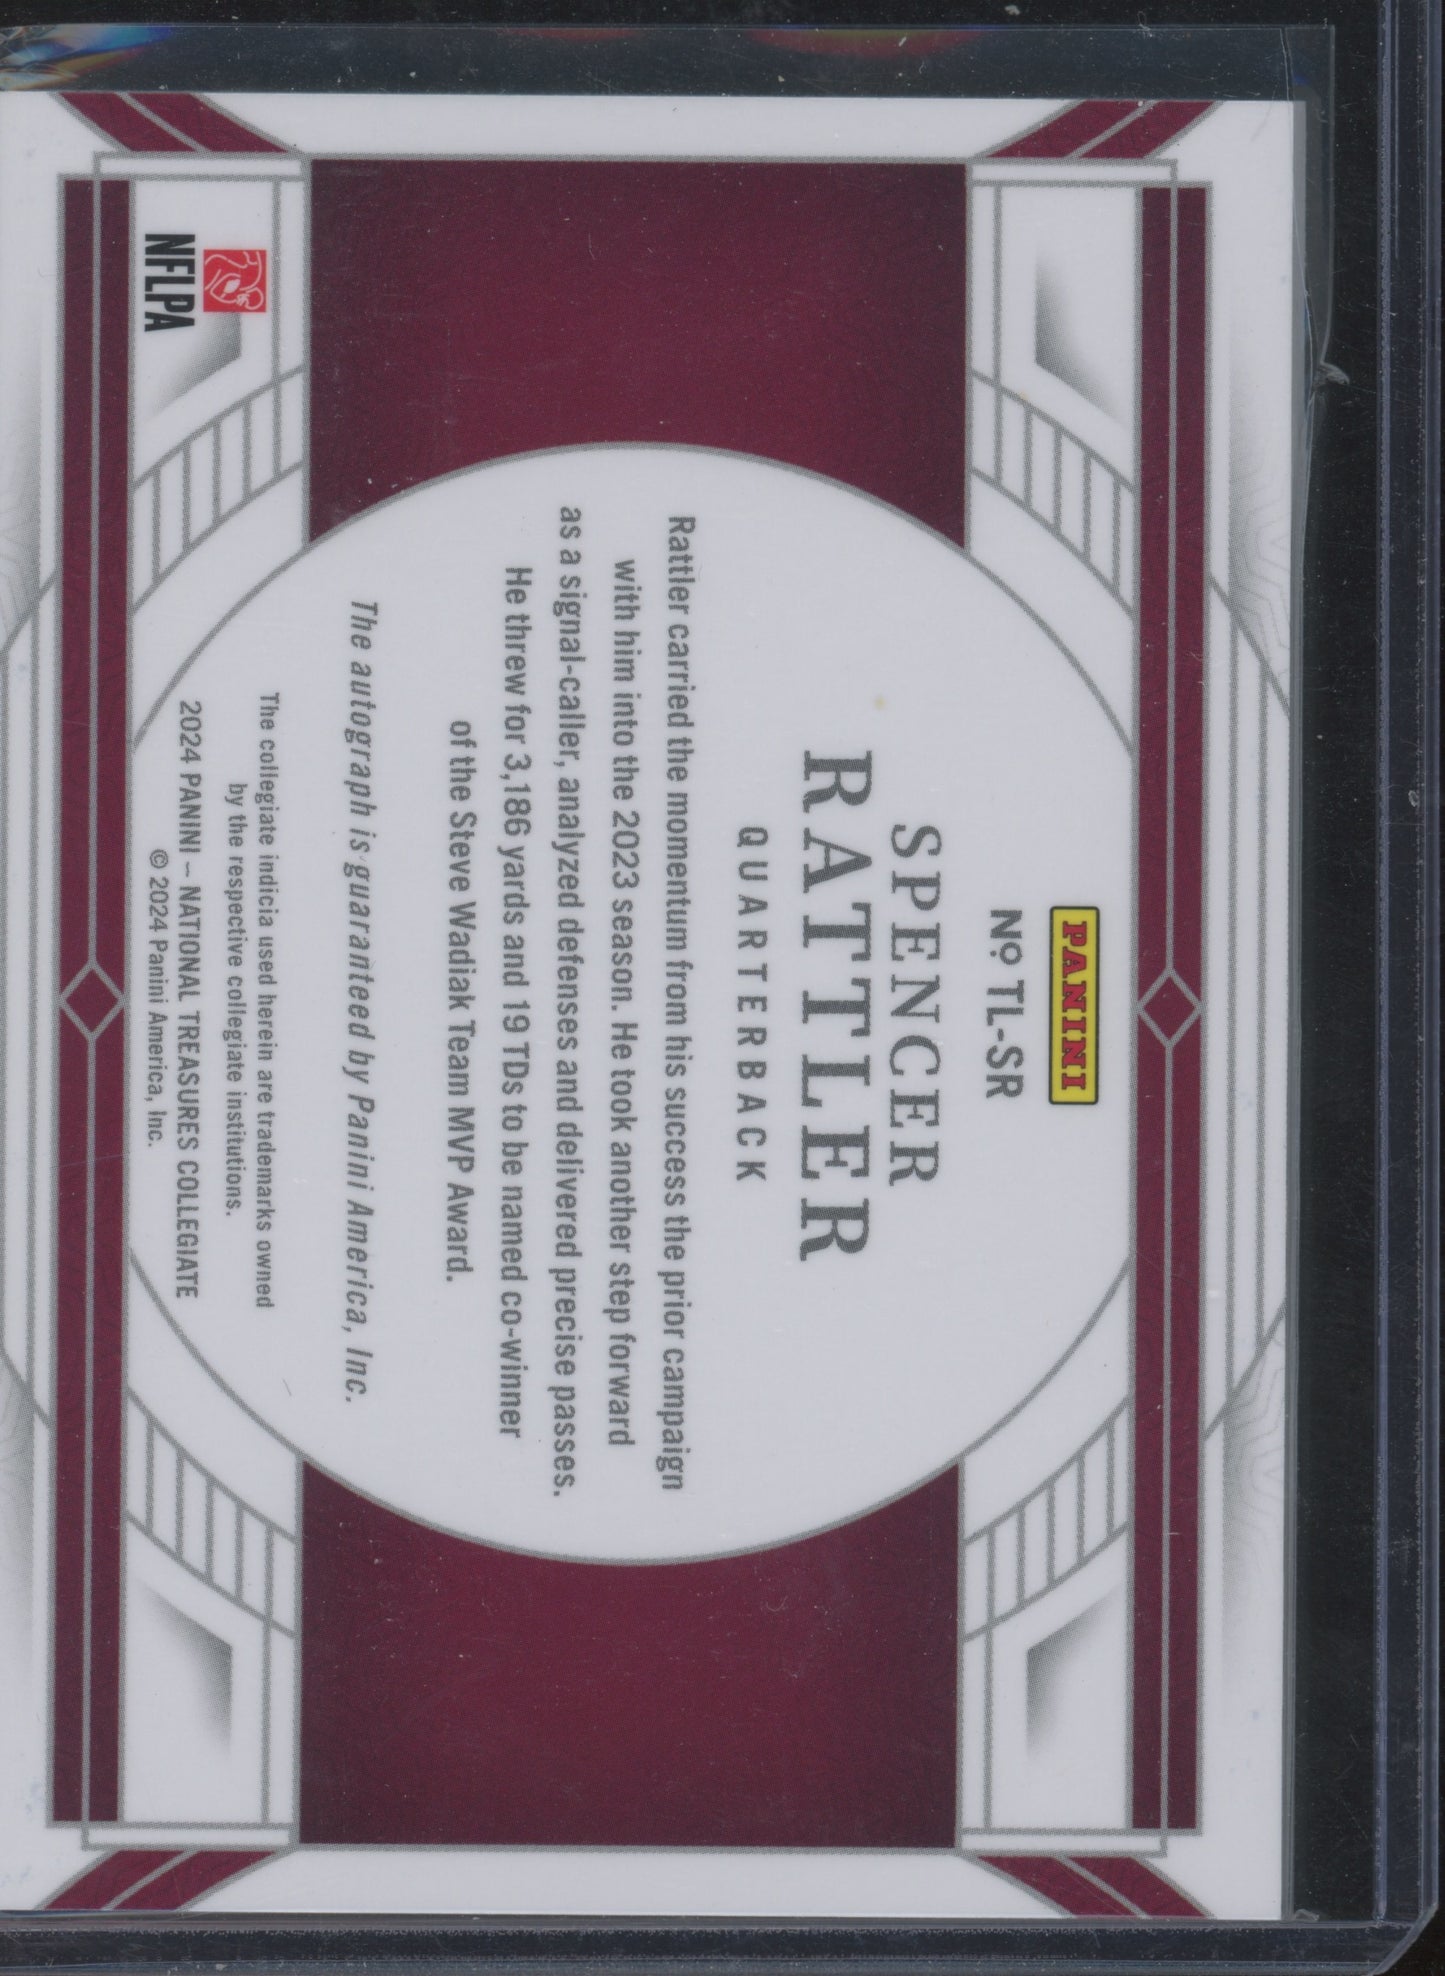 PANINI
Nº TL-SR
SPENCER
RATTLER
QUARTERBACK
Rattler carried the momentum from his success the prior campaign
with him into the 2023 season. He took another step forward
as a signal-caller, analyzed defenses and delivered precise passes.
He threw for 3,186 yards and 19 TDs to be named co-winner
of the Steve Wadiak Team MVP Award.
The autograph is guaranteed by Panini America, Inc.
The collegiate indicia used herein are trademarks owned
by the respective collegiate institutions.
2024 PANINI – NATIONAL TREASURES COLLEGIATE
© 2024 Panini America, Inc.
NFLPA